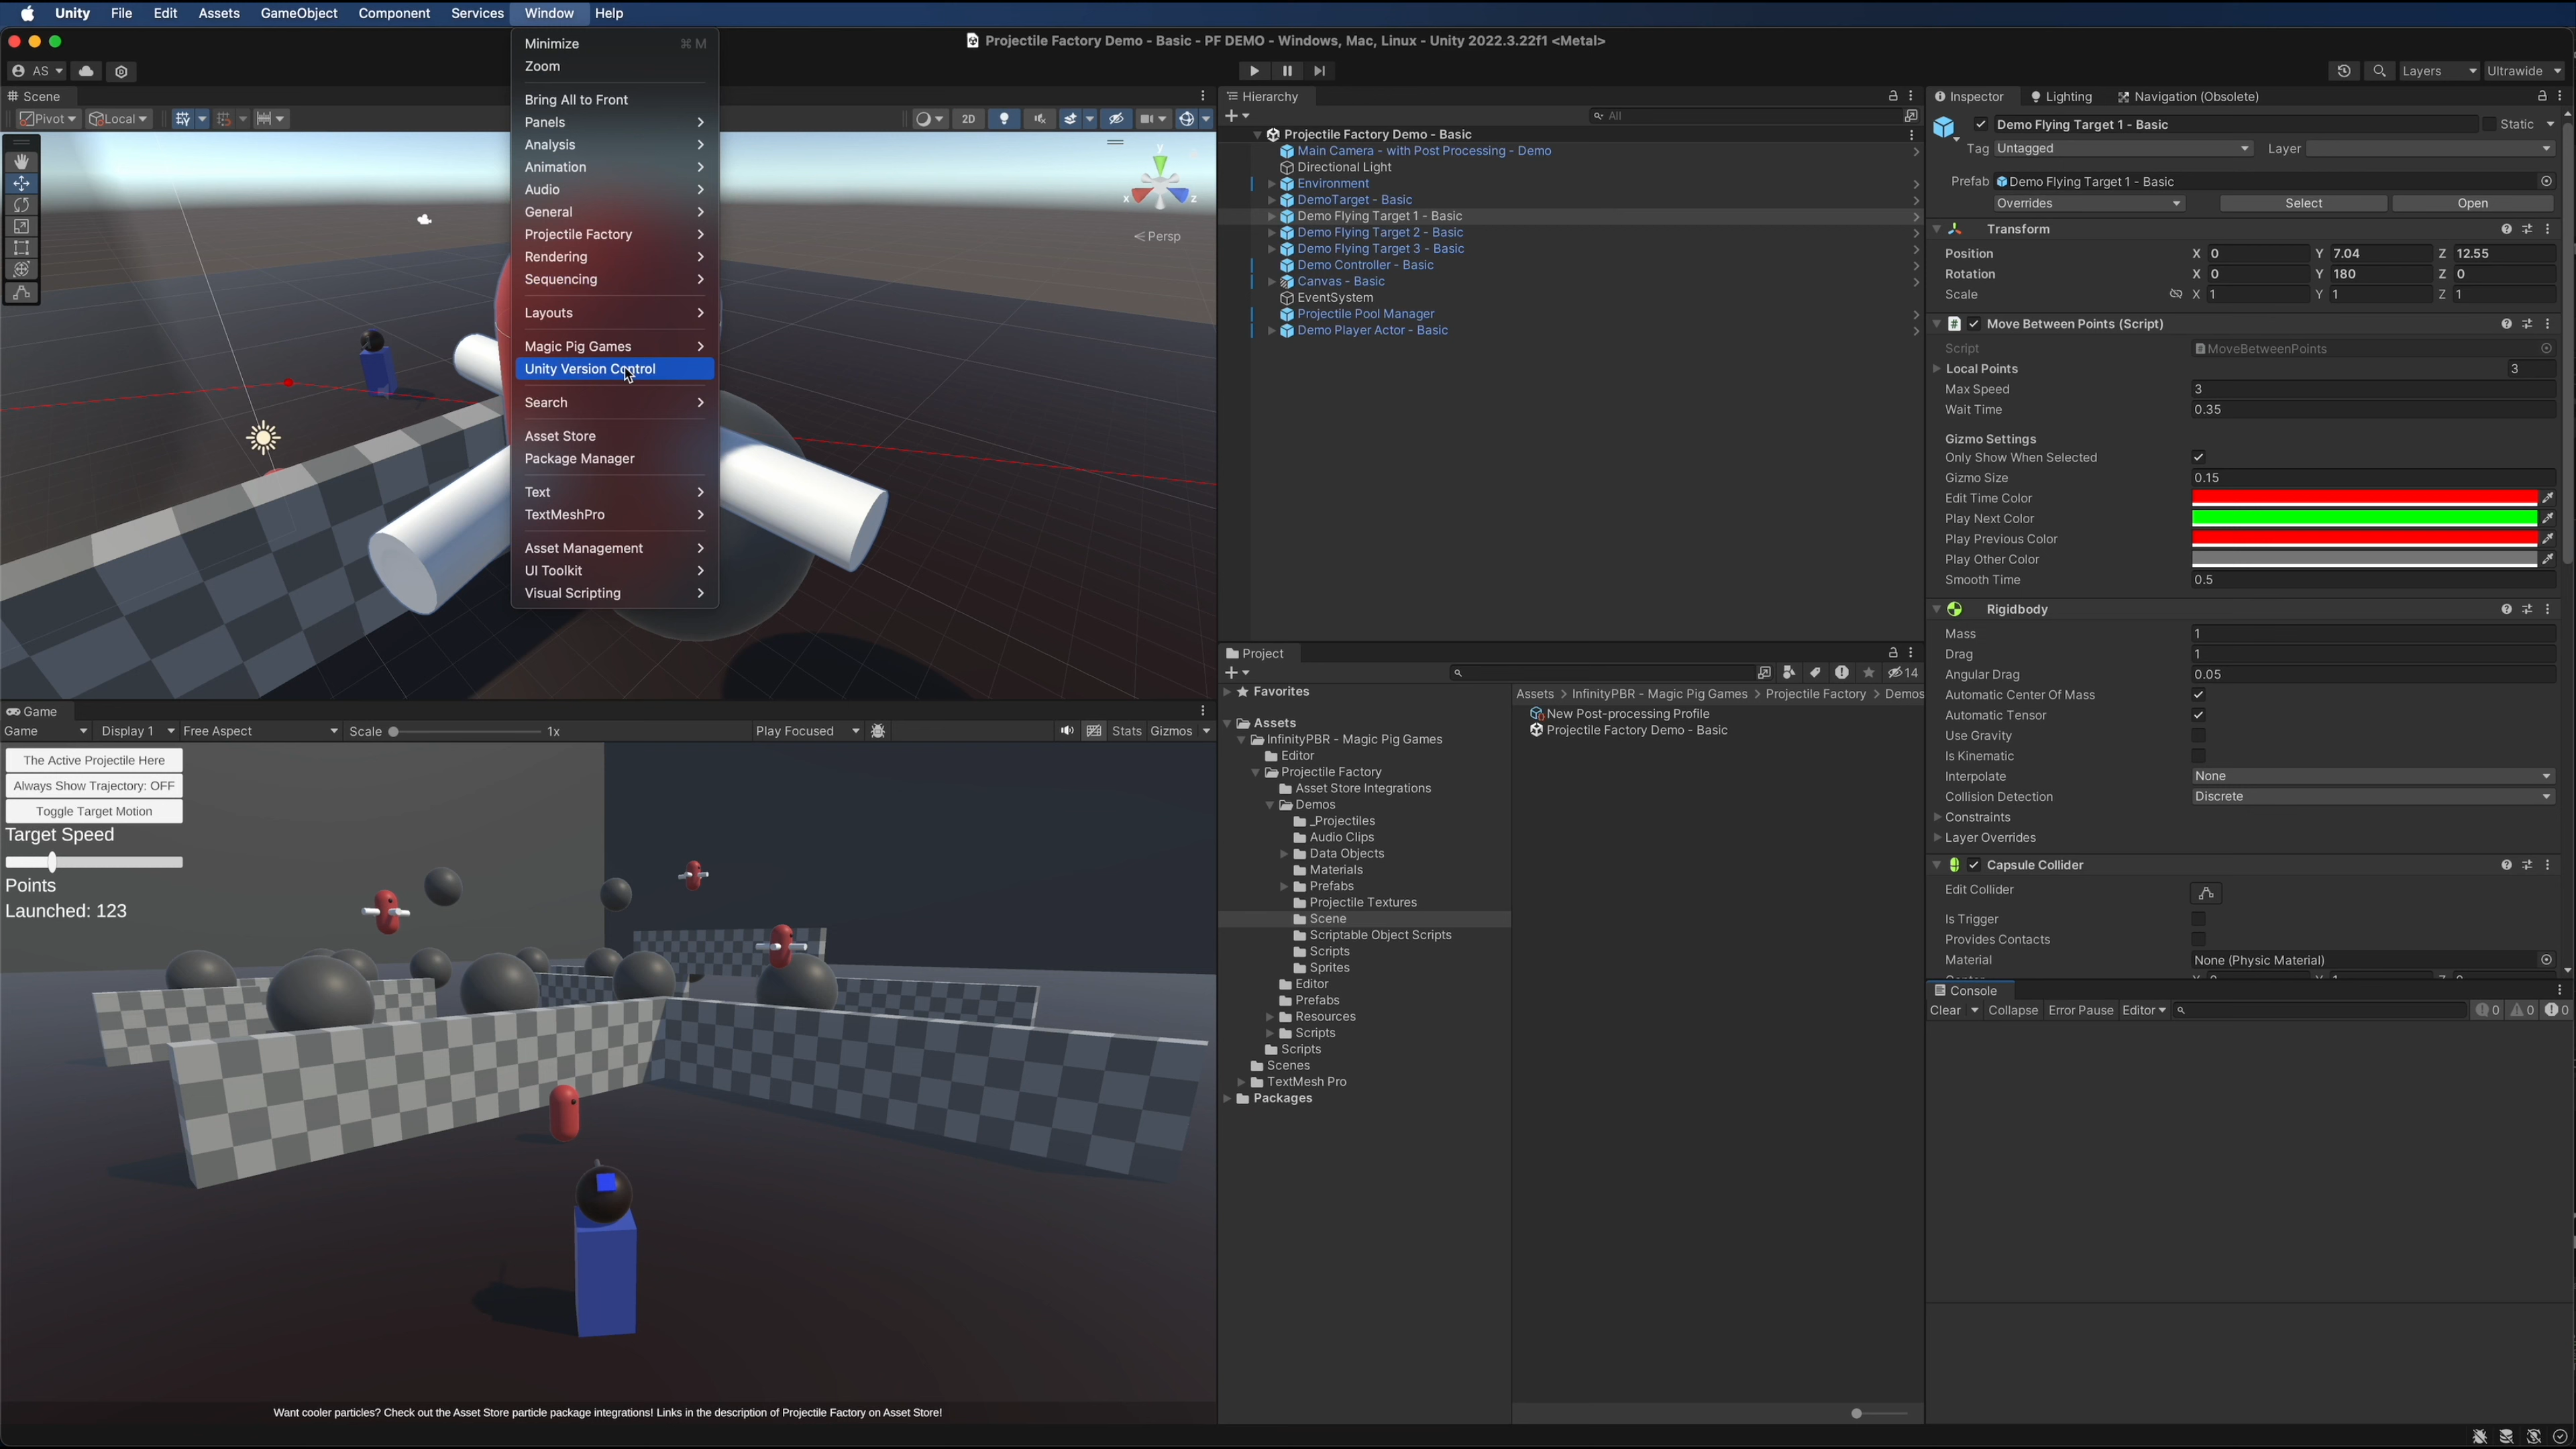 Unity File Edit Assets GameObject Component Services Window Help
Projectile Factory Demo - Basic - PF DEMO - Windows, Mac, Linux - Unity 2022.3.22f1 <Metal>
AS
Layers Ultrawide
Scene
Pivot Local 2D
y
x z
Persp
Minimize ⌘ M
Zoom
Bring All to Front
Panels
Analysis
Animation
Audio
General
Projectile Factory
Rendering
Sequencing
Layouts
Magic Pig Games
Unity Version Control
Search
Asset Store
Package Manager
Text
TextMeshPro
Asset Management
UI Toolkit
Visual Scripting
Game
Game Display 1 Free Aspect Scale 1x Play Focused Stats Gizmos
The Active Projectile Here
Always Show Trajectory: OFF
Toggle Target Motion
Target Speed
Points
Launched: 123
Want cooler particles? Check out the Asset Store particle package integrations! Links in the description of Projectile Factory on Asset Store!
Hierarchy
All
Projectile Factory Demo - Basic
Main Camera - with Post Processing - Demo
Directional Light
Environment
DemoTarget - Basic
Demo Flying Target 1 - Basic
Demo Flying Target 2 - Basic
Demo Flying Target 3 - Basic
Demo Controller - Basic
Canvas - Basic
EventSystem
Projectile Pool Manager
Demo Player Actor - Basic
Project
14
Favorites
Assets
InfinityPBR - Magic Pig Games
Editor
Projectile Factory
Asset Store Integrations
Demos
_Projectiles
Audio Clips
Data Objects
Materials
Prefabs
Projectile Textures
Scene
Scriptable Object Scripts
Scripts
Sprites
Editor
Prefabs
Resources
Scripts
Scripts
Scenes
TextMesh Pro
Packages
Assets > InfinityPBR - Magic Pig Games > Projectile Factory > Demos
New Post-processing Profile
Projectile Factory Demo - Basic
Inspector Lighting Navigation (Obsolete)
Demo Flying Target 1 - Basic Static
Tag Untagged Layer
Prefab Demo Flying Target 1 - Basic
Overrides Select Open
Transform
Position X 0 Y 7.04 Z 12.55
Rotation X 0 Y 180 Z 0
Scale X 1 Y 1 Z 1
# Move Between Points (Script)
Script MoveBetweenPoints
Local Points 3
Max Speed 3
Wait Time 0.35
Gizmo Settings
Only Show When Selected
Gizmo Size 0.15
Edit Time Color
Play Next Color
Play Previous Color
Play Other Color
Smooth Time 0.5
Rigidbody
Mass 1
Drag 1
Angular Drag 0.05
Automatic Center Of Mass
Automatic Tensor
Use Gravity
Is Kinematic
Interpolate None
Collision Detection Discrete
Constraints
Layer Overrides
Capsule Collider
Edit Collider
Is Trigger
Provides Contacts
Material None (Physic Material)
Console
Clear Collapse Error Pause Editor 0 0 0